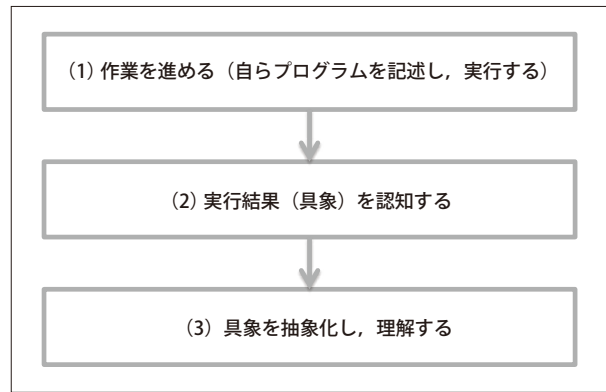 (1) 作業を進める（自らプログラムを記述し，実行する）
(2) 実行結果（具象）を認知する
(3) 具象を抽象化し，理解する